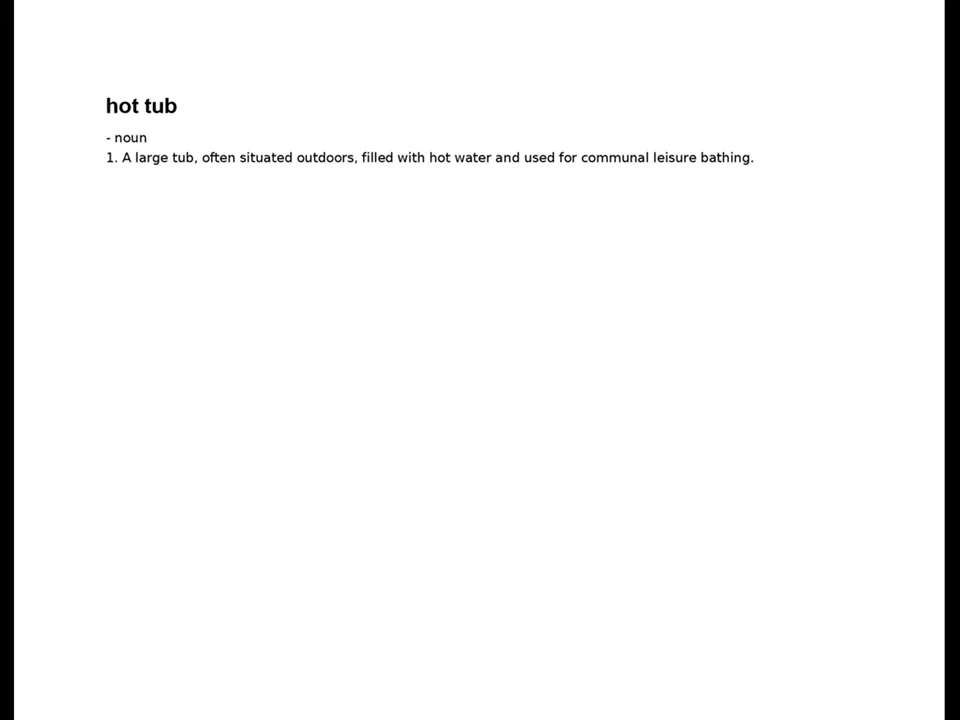 hot tub
- noun
1. A large tub, often situated outdoors, filled with hot water and used for communal leisure bathing.